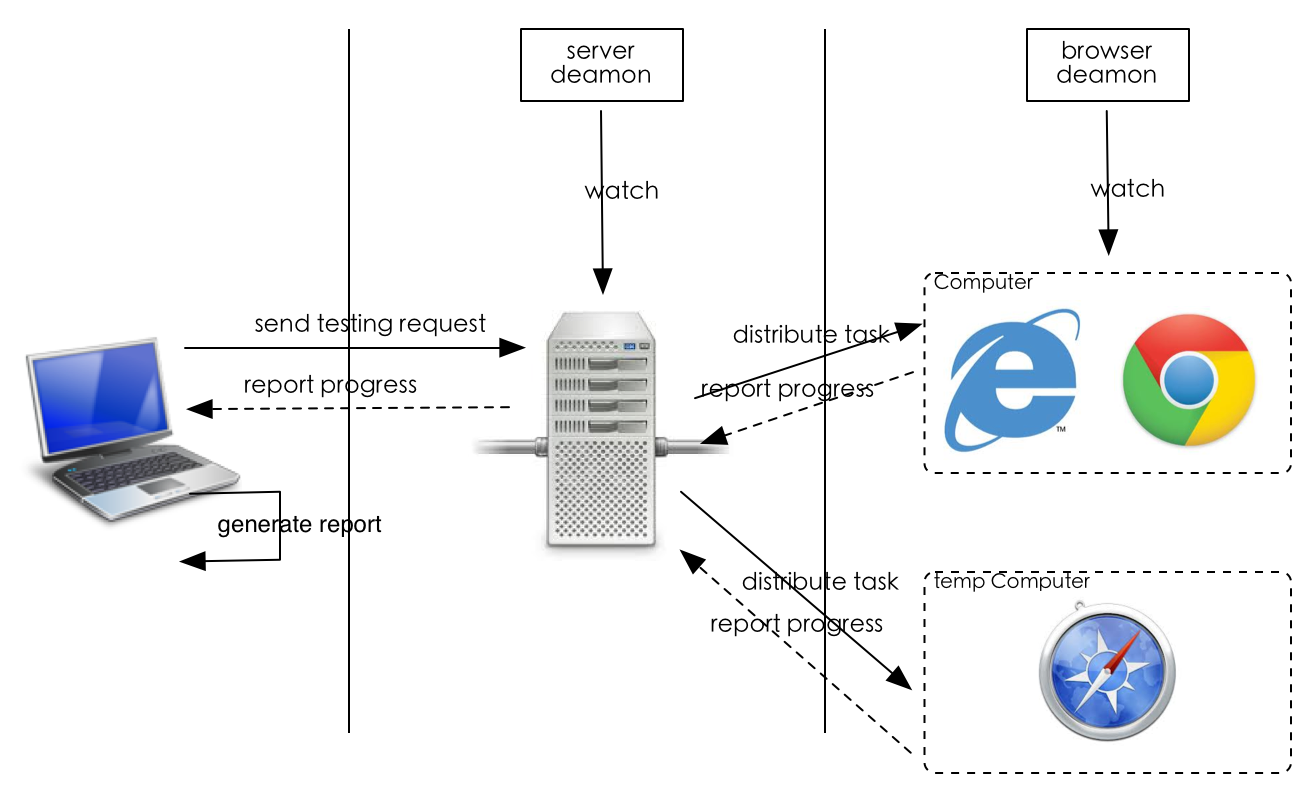 server
deamon
browser
deamon
watch
watch
Computer
send testing request
distribute task
report progress
report progress
TM
generate report
distribute task
temp Computer
report progress